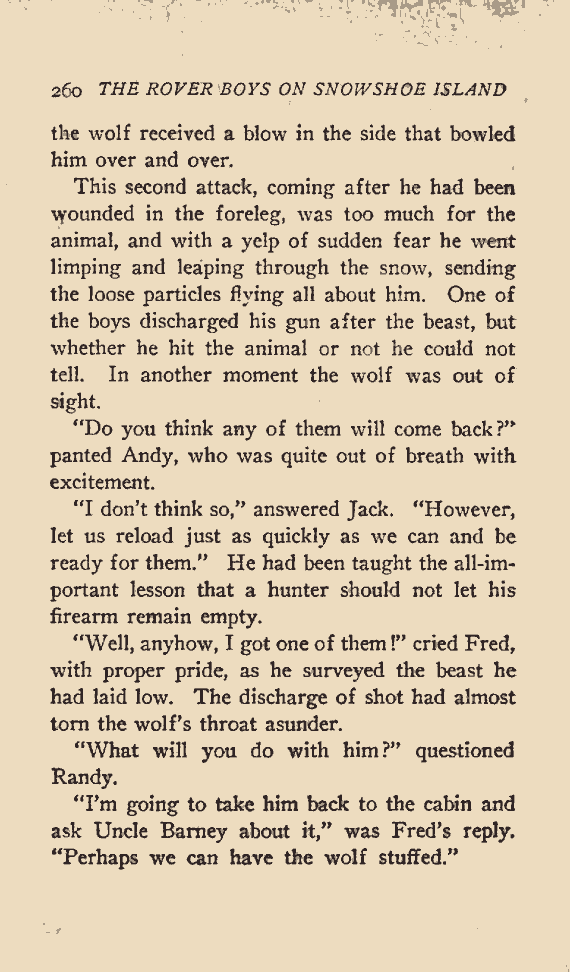 260 THE ROVER BOYS ON SNOWSHOE ISLAND
the wolf received a blow in the side that bowled
him over and over.
This second attack, coming after he had been
wounded in the foreleg, was too much for the
animal, and with a yelp of sudden fear he went
limping and leaping through the snow, sending
the loose particles flying all about him. One of
the boys discharged his gun after the beast, but
whether he hit the animal or not he could not
tell. In another moment the wolf was out of
sight.
"Do you think any of them will come back?"
panted Andy, who was quite out of breath with
excitement.
"I don't think so," answered Jack. "However,
let us reload just as quickly as we can and be
ready for them." He had been taught the all-im-
portant lesson that a hunter should not let his
firearm remain empty.
"Well, anyhow, I got one of them!" cried Fred,
with proper pride, as he surveyed the beast he
had laid low. The discharge of shot had almost
torn the wolf's throat asunder.
"What will you do with him?" questioned
Randy.
"I'm going to take him back to the cabin and
ask Uncle Barney about it," was Fred's reply.
"Perhaps we can have the wolf stuffed."